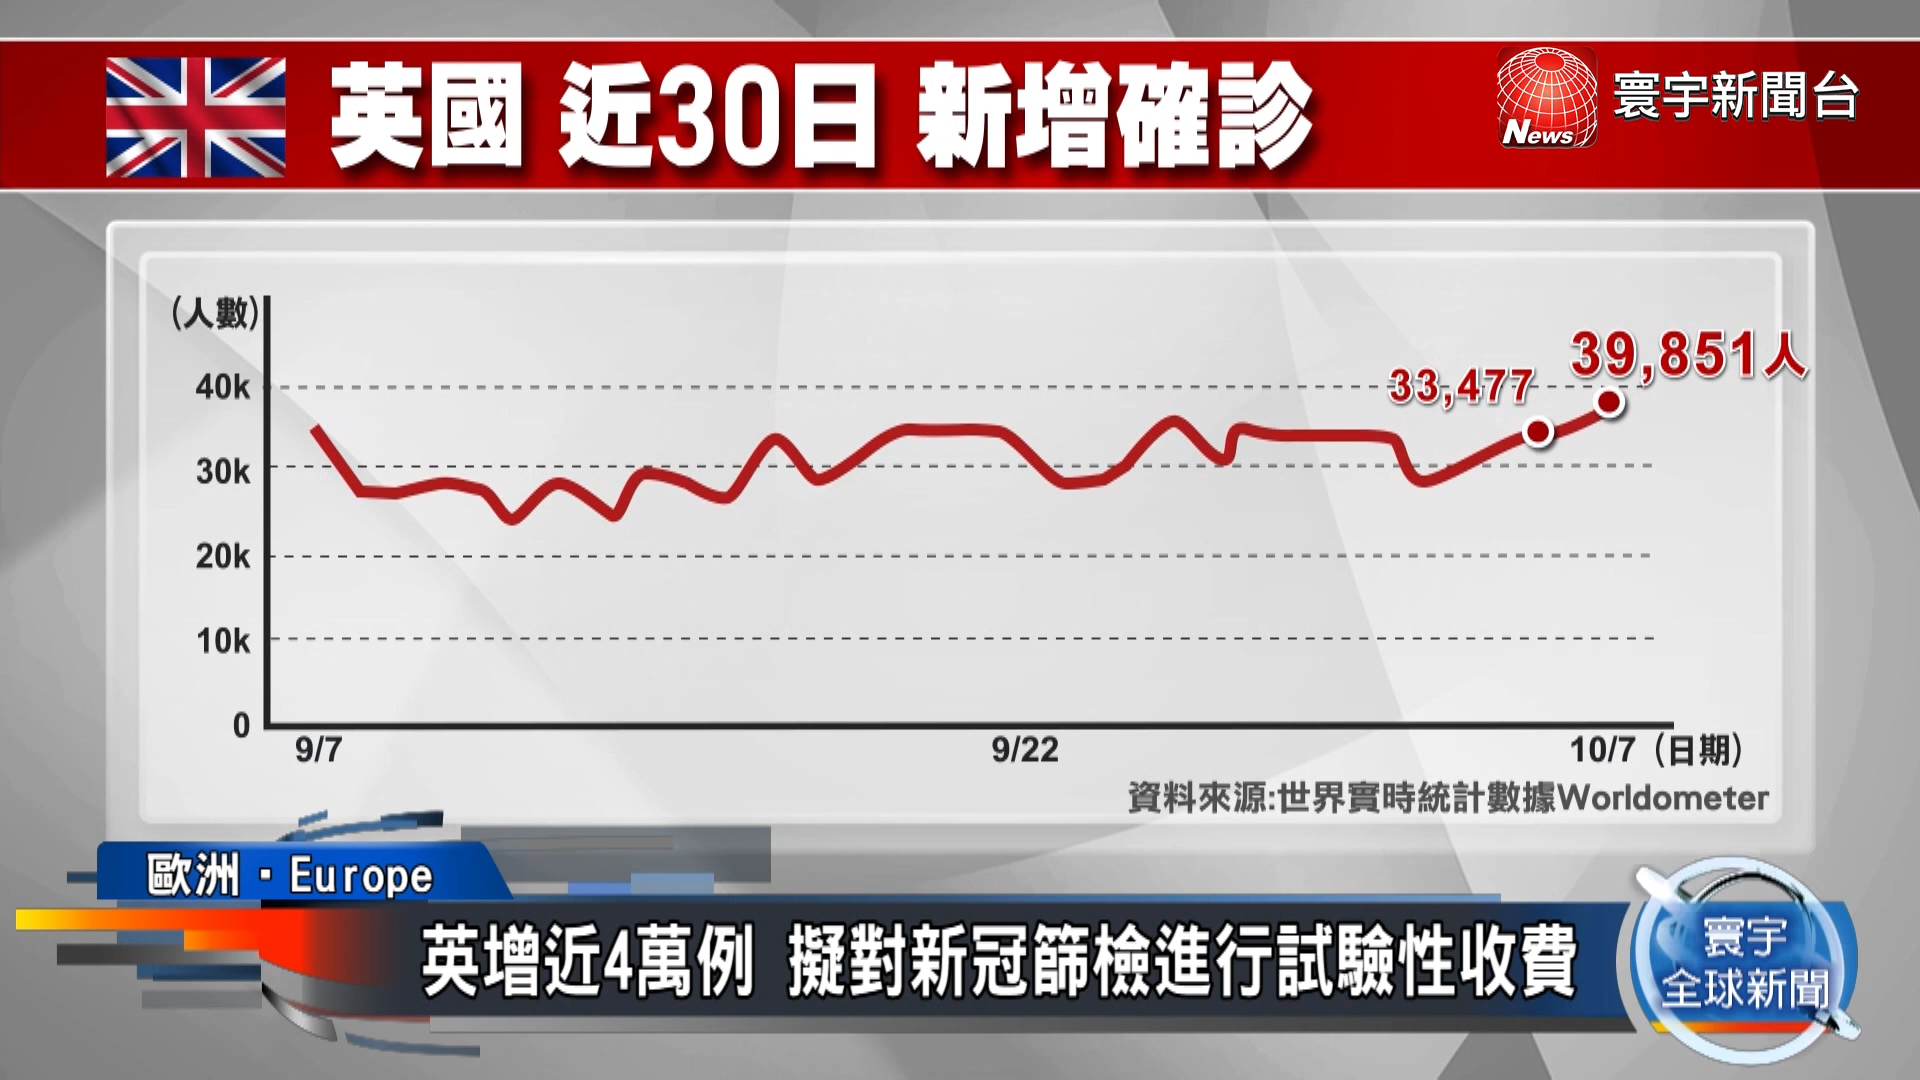 英國 近30日 新增確診
News 寰宇新聞台
(人數)
39,851人
33,477
40k
30k
20k
10k
0
9/7
9/22
10/7 (日期)
資料來源:世界實時統計數據Worldometer
歐洲·Europe
英增近4萬例 擬對新冠篩檢進行試驗性收費
寰宇
全球新聞